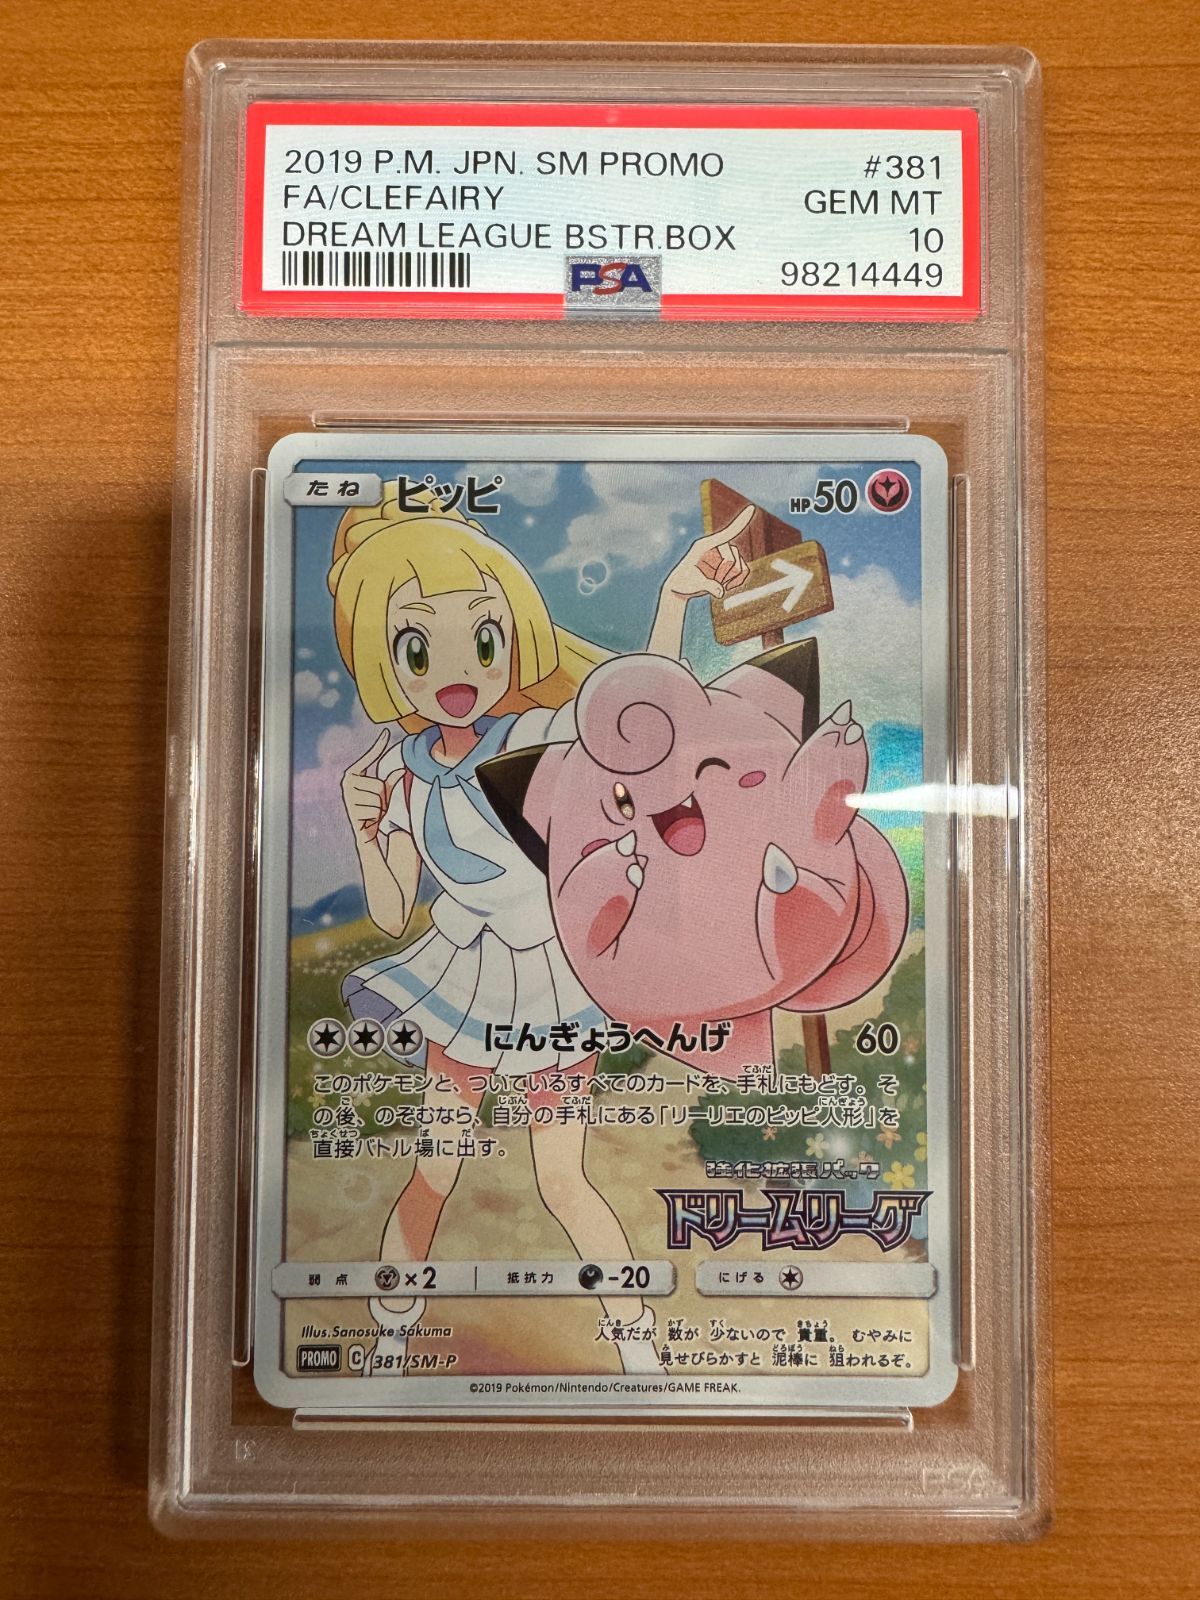 2019 P.M. JPN. SM PROMO #381
FA/CLEFAIRY GEM MT
DREAM LEAGUE BSTR.BOX 10
PSA 98214449
たね ピッピ HP50
にんぎょうへんげ 60
このポケモンと、ついているすべてのカードを、手札にもどす。そ
の後、のぞむなら、自分の手札にある「リーリエのピッピ人形」を
直接バトル場に出す。
強化拡張パック
ドリームリーグ
弱点 ×2 抵抗力 -20 にげる
Illus.Sanosuke Sakuma
PROMO C 381/SM-P
人気だが 数が 少ないので 貴重。 むやみに
見せびらかすと 泥棒に 狙われるぞ。
©2019 Pokémon/Nintendo/Creatures/GAME FREAK.